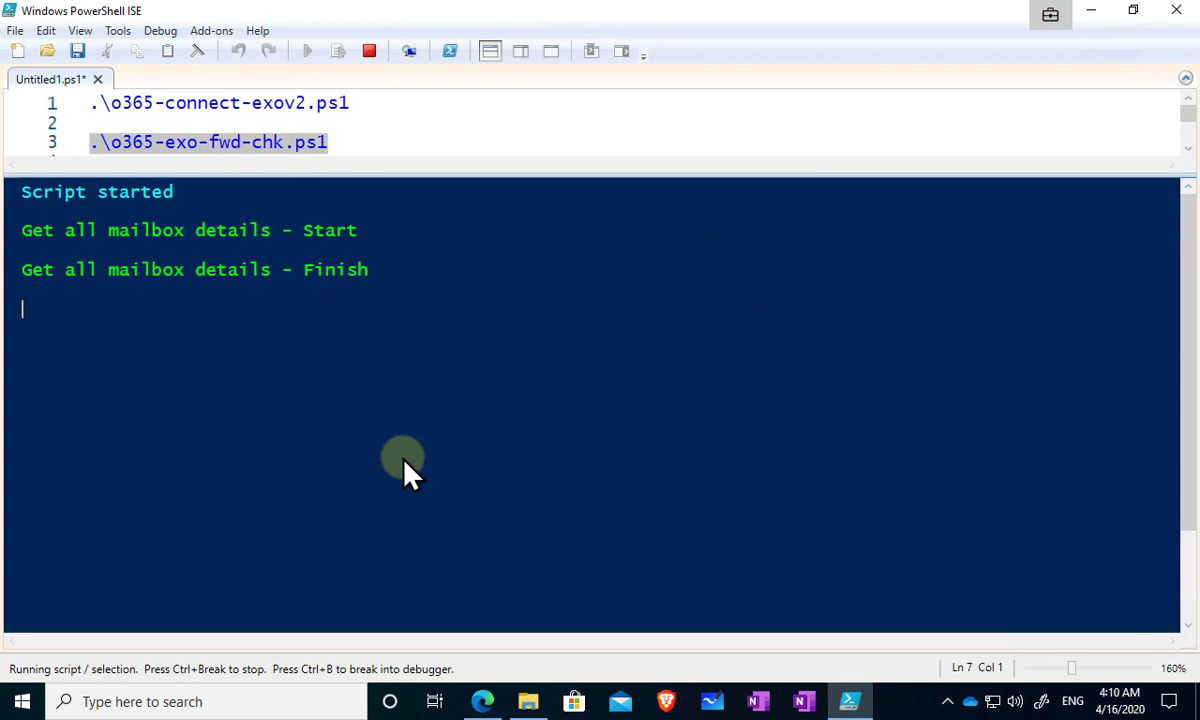 Windows PowerShell ISE
File Edit View Tools Debug Add-ons Help
Untitled1.ps1*
1 .\o365-connect-exov2.ps1
2
3 .\o365-exo-fwd-chk.ps1
Script started
Get all mailbox details - Start
Get all mailbox details - Finish
Running script / selection. Press Ctrl+Break to stop. Press Ctrl+B to break into debugger.
Ln 7 Col 1
160%
Type here to search
ENG
4:10 AM
4/16/2020